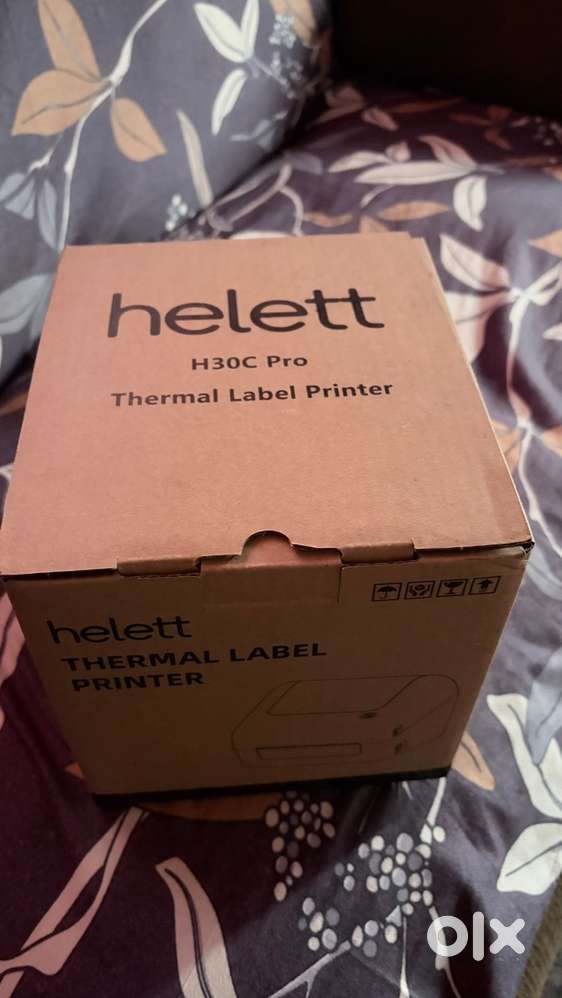 helett
H30C Pro
Thermal Label Printer
helett
THERMAL LABEL
PRINTER
olx